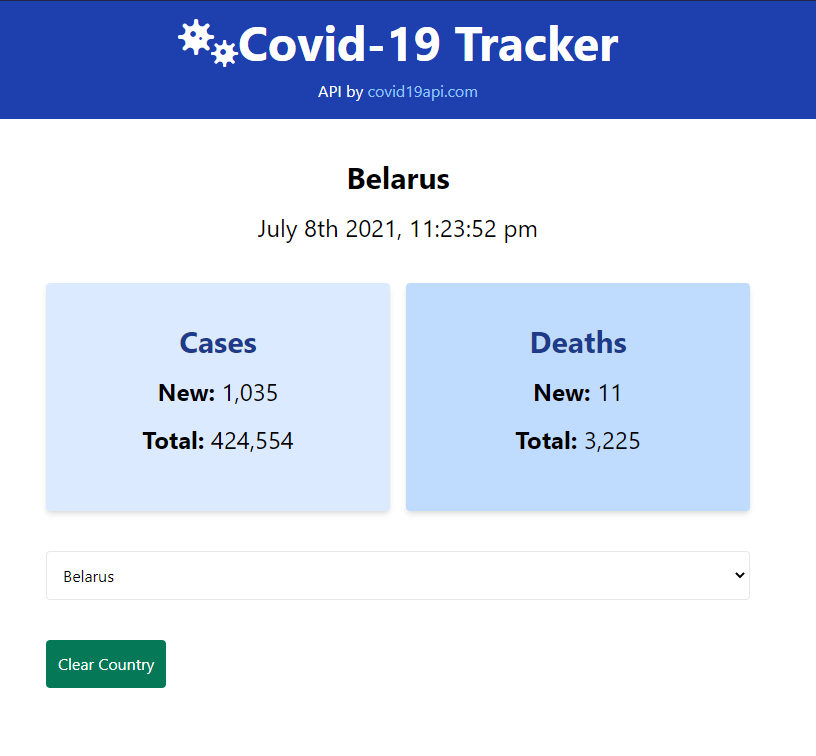 Covid-19 Tracker
API by covid19api.com
Belarus
July 8th 2021, 11:23:52 pm
Cases
New: 1,035
Total: 424,554
Deaths
New: 11
Total: 3,225
Belarus
Clear Country